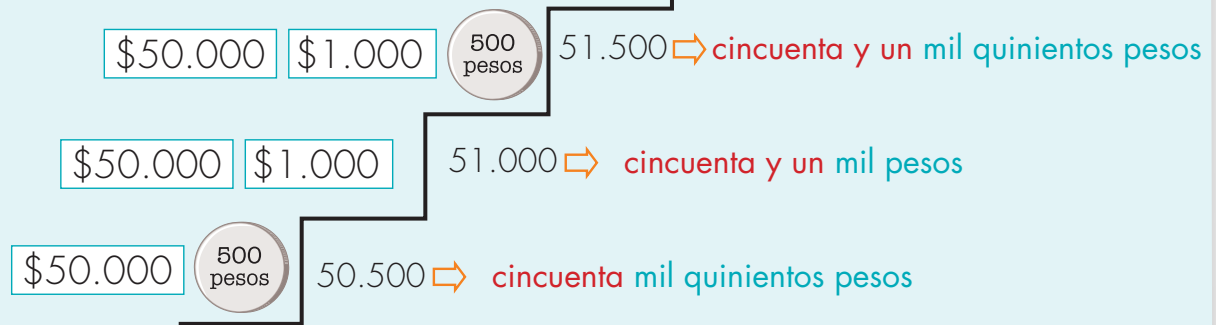 $50.000 $1.000 500 pesos 51.500 cincuenta y un mil quinientos pesos
$50.000 $1.000 51.000 cincuenta y un mil pesos
$50.000 500 pesos 50.500 cincuenta mil quinientos pesos